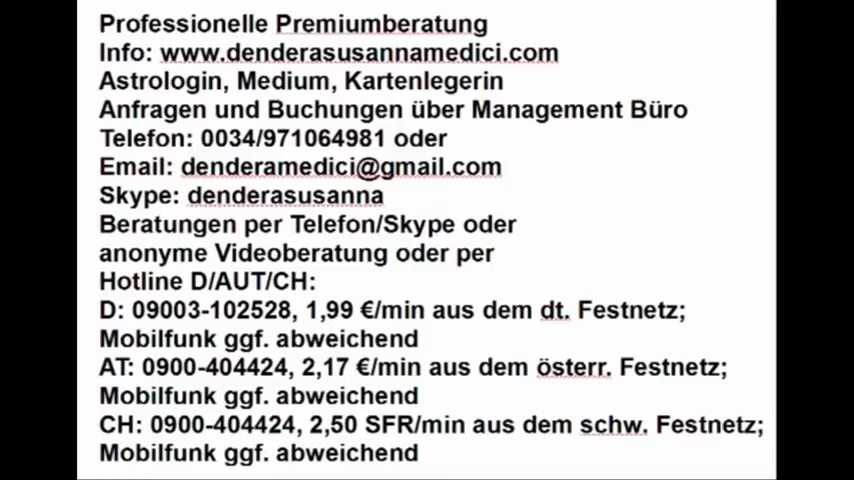 Professionelle Premiumberatung
Info: www.denderasusannamedici.com
Astrologin, Medium, Kartenlegerin
Anfragen und Buchungen über Management Büro
Telefon: 0034/971064981 oder
Email: denderamedici@gmail.com
Skype: denderasusanna
Beratungen per Telefon/Skype oder
anonyme Videoberatung oder per
Hotline D/AUT/CH:
D: 09003-102528, 1,99 €/min aus dem dt. Festnetz;
Mobilfunk ggf. abweichend
AT: 0900-404424, 2,17 €/min aus dem österr. Festnetz;
Mobilfunk ggf. abweichend
CH: 0900-404424, 2,50 SFR/min aus dem schw. Festnetz;
Mobilfunk ggf. abweichend